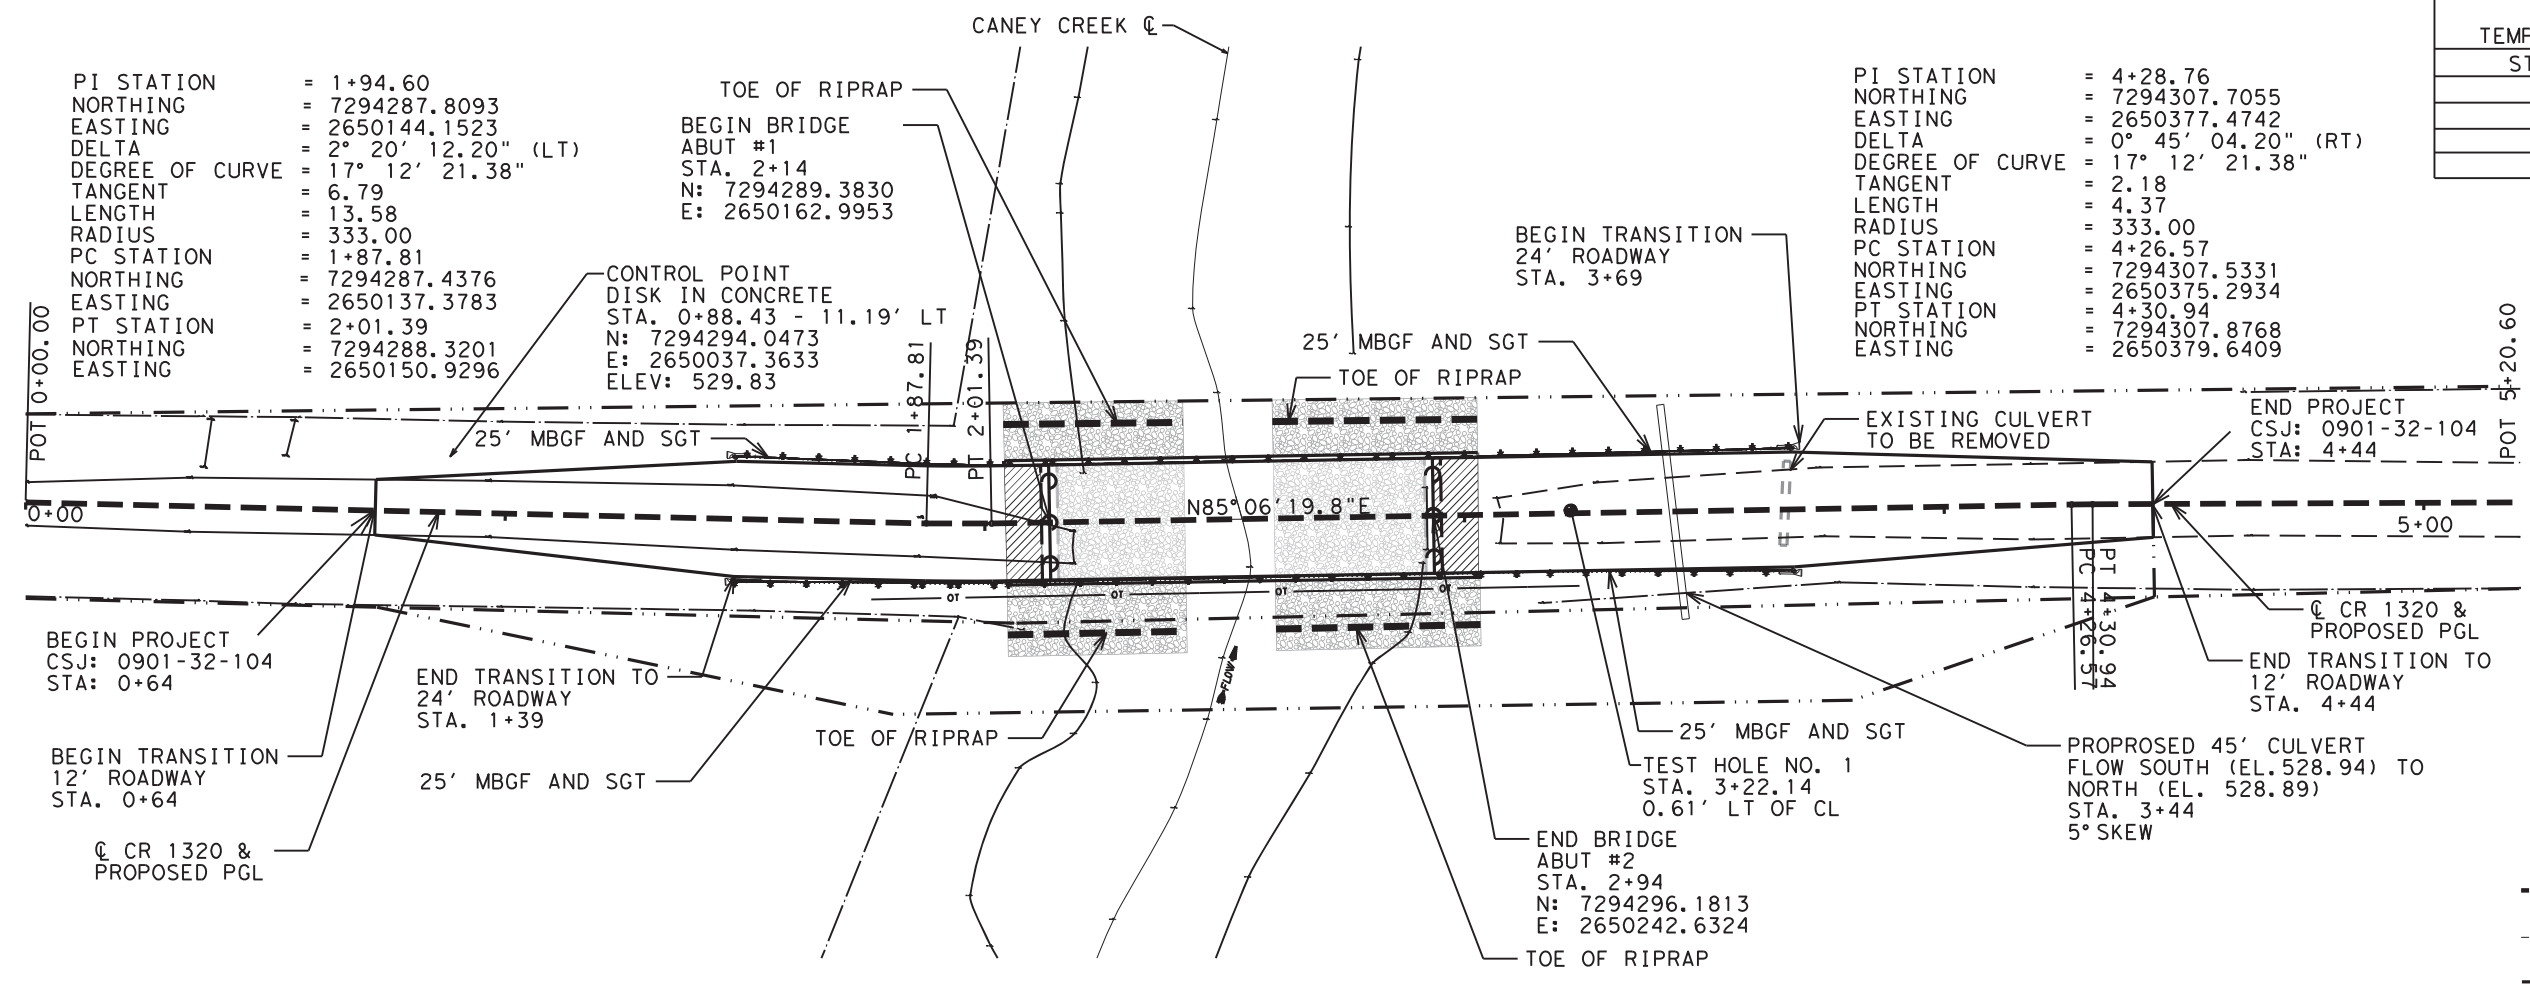 CANEY CREEK ℄
PI STATION = 1+94.60
NORTHING = 7294287.8093
EASTING = 2650144.1523
DELTA = 2° 20′ 12.20" (LT)
DEGREE OF CURVE = 17° 12′ 21.38"
TANGENT = 6.79
LENGTH = 13.58
RADIUS = 333.00
PC STATION = 1+87.81
NORTHING = 7294287.4376
EASTING = 2650137.3783
PT STATION = 2+01.39
NORTHING = 7294288.3201
EASTING = 2650150.9296
TOE OF RIPRAP
BEGIN BRIDGE
ABUT #1
STA. 2+14
N: 7294289.3830
E: 2650162.9953
CONTROL POINT
DISK IN CONCRETE
STA. 0+88.43 - 11.19′ LT
N: 7294294.0473
E: 2650037.3633
ELEV: 529.83
BEGIN TRANSITION
24′ ROADWAY
STA. 3+69
PI STATION = 4+28.76
NORTHING = 7294307.7055
EASTING = 2650377.4742
DELTA = 0° 45′ 04.20" (RT)
DEGREE OF CURVE = 17° 12′ 21.38"
TANGENT = 2.18
LENGTH = 4.37
RADIUS = 333.00
PC STATION = 4+26.57
NORTHING = 7294307.5331
EASTING = 2650375.2934
PT STATION = 4+30.94
NORTHING = 7294307.8768
EASTING = 2650379.6409
TEMP
ST
POT 0+00.00
PC 1+87.81
PT 2+01.39
25′ MBGF AND SGT
TOE OF RIPRAP
25′ MBGF AND SGT
EXISTING CULVERT
TO BE REMOVED
END PROJECT
CSJ: 0901-32-104
STA: 4+44
POT 5+20.60
0+00
N85°06′19.8"E
5+00
OT
OT
OT
OT
PC 4+26.57
PT 4+30.94
FLOW
BEGIN PROJECT
CSJ: 0901-32-104
STA: 0+64
END TRANSITION TO
24′ ROADWAY
STA. 1+39
BEGIN TRANSITION
12′ ROADWAY
STA. 0+64
25′ MBGF AND SGT
℄ CR 1320 &
PROPOSED PGL
TOE OF RIPRAP
25′ MBGF AND SGT
TEST HOLE NO. 1
STA. 3+22.14
0.61′ LT OF CL
END BRIDGE
ABUT #2
STA. 2+94
N: 7294296.1813
E: 2650242.6324
TOE OF RIPRAP
℄ CR 1320 &
PROPOSED PGL
END TRANSITION TO
12′ ROADWAY
STA. 4+44
PROPROSED 45′ CULVERT
FLOW SOUTH (EL.528.94) TO
NORTH (EL. 528.89)
STA. 3+44
5°SKEW